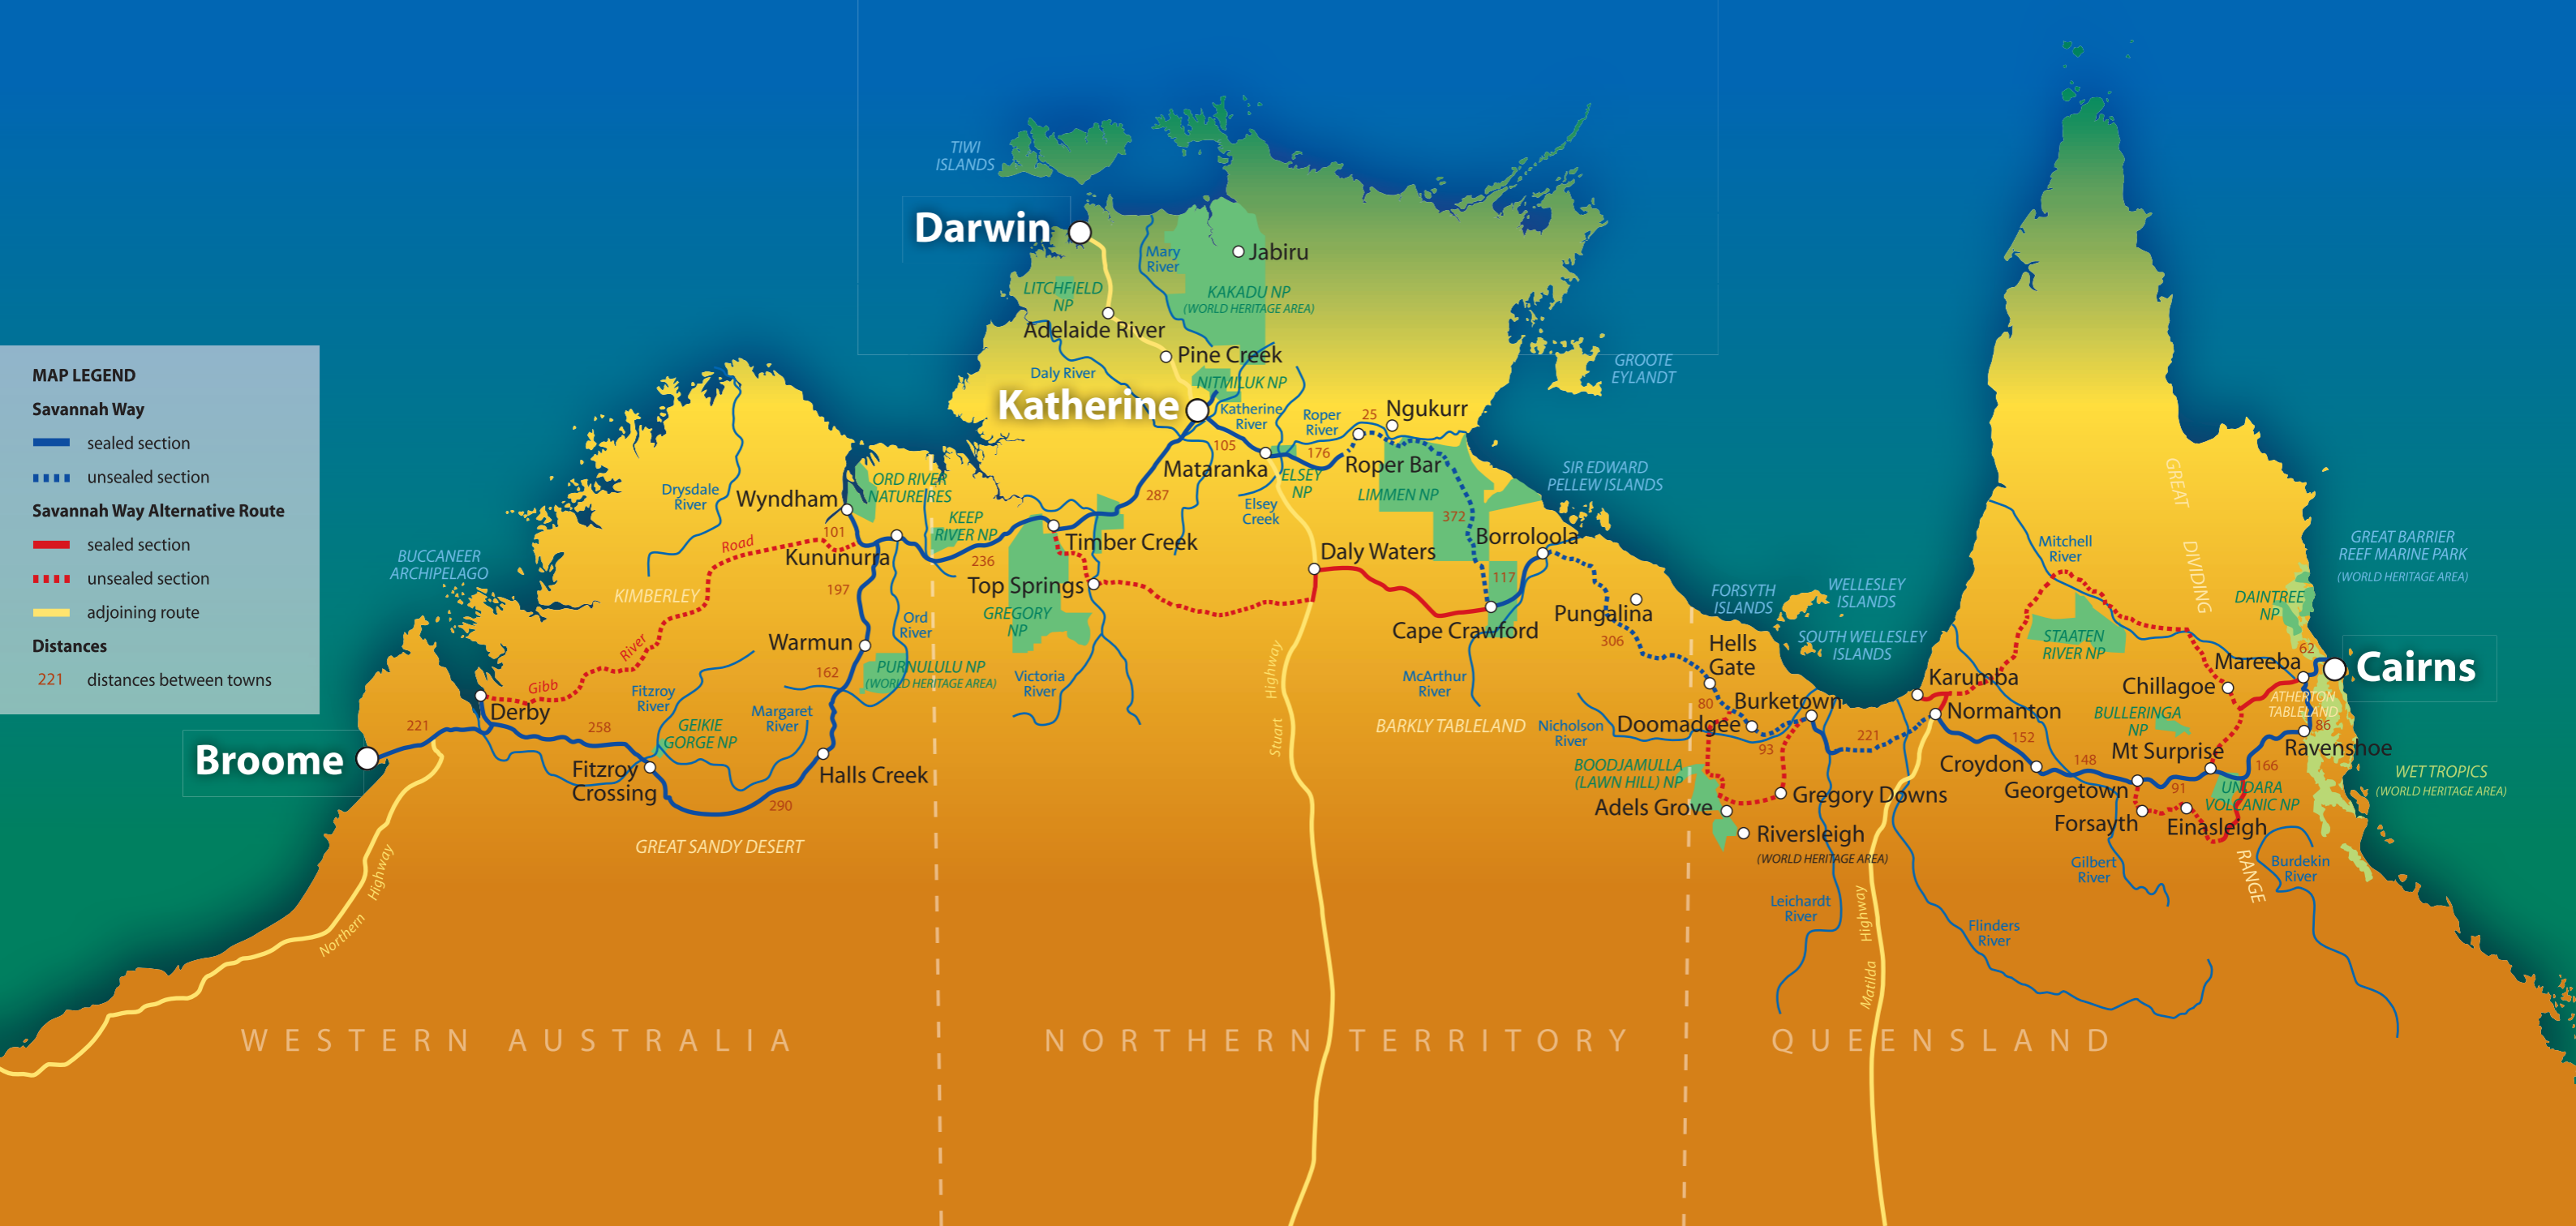 MAP LEGEND
Savannah Way
sealed section
unsealed section
Savannah Way Alternative Route
sealed section
unsealed section
adjoining route
Distances
221 distances between towns
TIWI
ISLANDS
Darwin
Mary
River
Jabiru
LITCHFIELD
NP
KAKADU NP
(WORLD HERITAGE AREA)
Adelaide River
Pine Creek
Daly River
NITMILUK NP
Katherine
Katherine
River
Roper
River
25
Ngukurr
GROOTE
EYLANDT
105
176
Mataranka
Roper Bar
ELSEY
NP
LIMMEN NP
SIR EDWARD
PELLEW ISLANDS
Elsey
Creek
287
372
Drysdale
River
Wyndham
ORD RIVER
NATURE RES
KEEP
RIVER NP
101
Kununurra
236
Timber Creek
Top Springs
GREGORY
NP
Victoria
River
Daly Waters
Borroloola
117
Cape Crawford
McArthur
River
Pungalina
306
BARKLY TABLELAND
Stuart Highway
BUCCANEER
ARCHIPELAGO
KIMBERLEY
Gibb River Road
197
Ord
River
Warmun
162
PURNULULU NP
(WORLD HERITAGE AREA)
Derby
221
258
Fitzroy
River
GEIKIE
GORGE NP
Margaret
River
Broome
Fitzroy
Crossing
Halls Creek
290
GREAT SANDY DESERT
Northern Highway
FORSYTH
ISLANDS
WELLESLEY
ISLANDS
SOUTH WELLESLEY
ISLANDS
Hells
Gate
80
Burketown
Doomadgee
Nicholson
River
93
221
BOODJAMULLA
(LAWN HILL) NP
Adels Grove
Gregory Downs
Riversleigh
(WORLD HERITAGE AREA)
Leichardt
River
Matilda Highway
Flinders
River
Karumba
Normanton
152
Croydon
148
Georgetown
91
Mt Surprise
Forsayth
Einasleigh
UNDARA
VOLCANIC NP
166
Gilbert
River
Burdekin
River
GREAT DIVIDING RANGE
Mitchell
River
STAATEN
RIVER NP
BULLERINGA
NP
Chillagoe
Mareeba
62
Cairns
ATHERTON
TABLELAND
86
Ravenshoe
DAINTREE
NP
GREAT BARRIER
REEF MARINE PARK
(WORLD HERITAGE AREA)
WET TROPICS
(WORLD HERITAGE AREA)
WESTERN AUSTRALIA
NORTHERN TERRITORY
QUEENSLAND